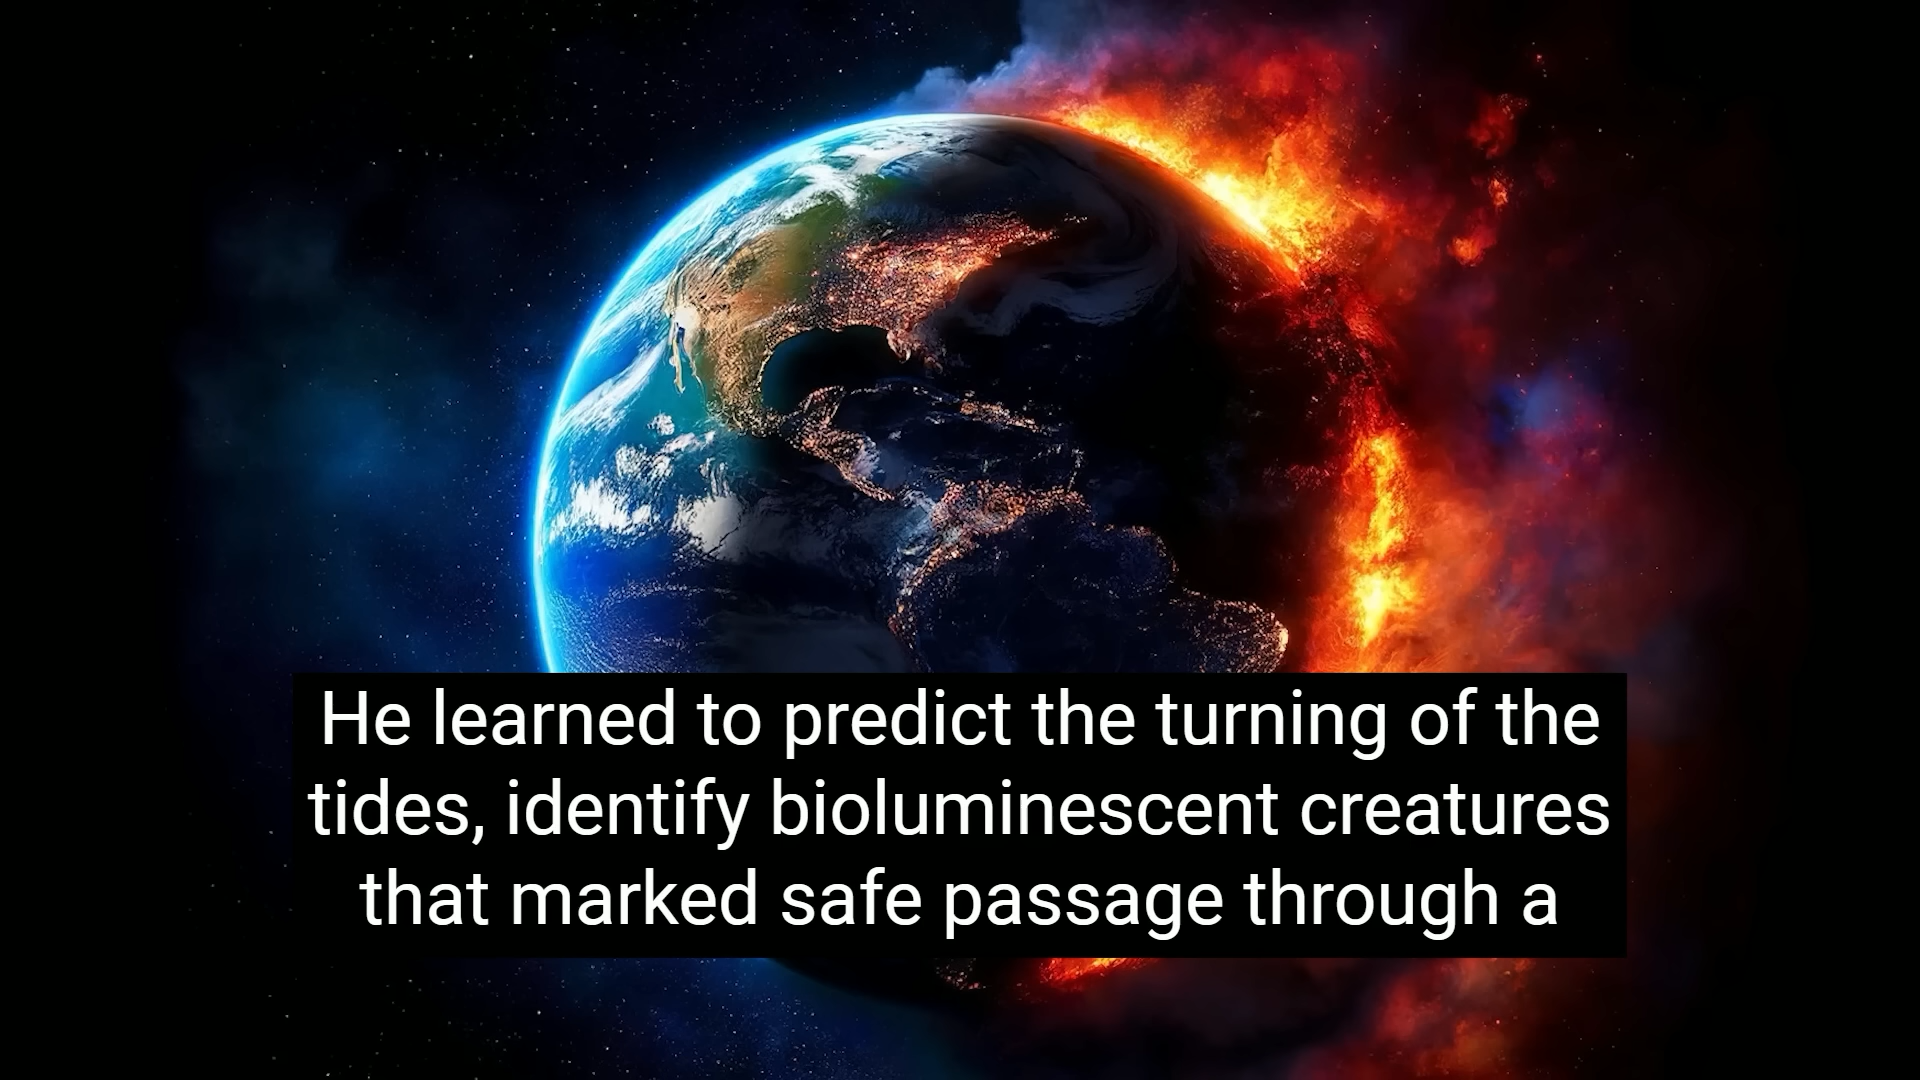 He learned to predict the turning of the
tides, identify bioluminescent creatures
that marked safe passage through a